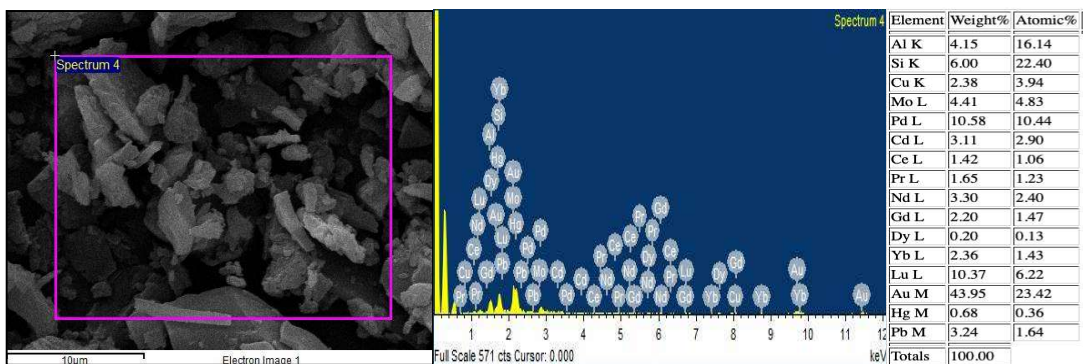 Spectrum 4
10µm
Electron Image 1
Spectrum 4
Yb
Si
Al
Hg
Dy
Au
Lu
Mo
Nd
Au
Hg
Lu
Pd
Pd
Ce
Pb
Cu
Gd
Pb
Mo
Cd
Pr
Pr
Pd
Pd
Cd
Ce
Pr
Nd
Ce
Pr
Nd
Gd
Ce
Pr
Gd
Pr
Dy
Nd
Nd
Ce
Pr
Lu
Gd
Yb
Dy
Gd
Cu
Yb
Au
Yb
Au
1 2 3 4 5 6 7 8 9 10 11 12
Full Scale 571 cts Cursor: 0.000 keV
Element Weight% Atomic%
Al K 4.15 16.14
Si K 6.00 22.40
Cu K 2.38 3.94
Mo L 4.41 4.83
Pd L 10.58 10.44
Cd L 3.11 2.90
Ce L 1.42 1.06
Pr L 1.65 1.23
Nd L 3.30 2.40
Gd L 2.20 1.47
Dy L 0.20 0.13
Yb L 2.36 1.43
Lu L 10.37 6.22
Au M 43.95 23.42
Hg M 0.68 0.36
Pb M 3.24 1.64
Totals 100.00